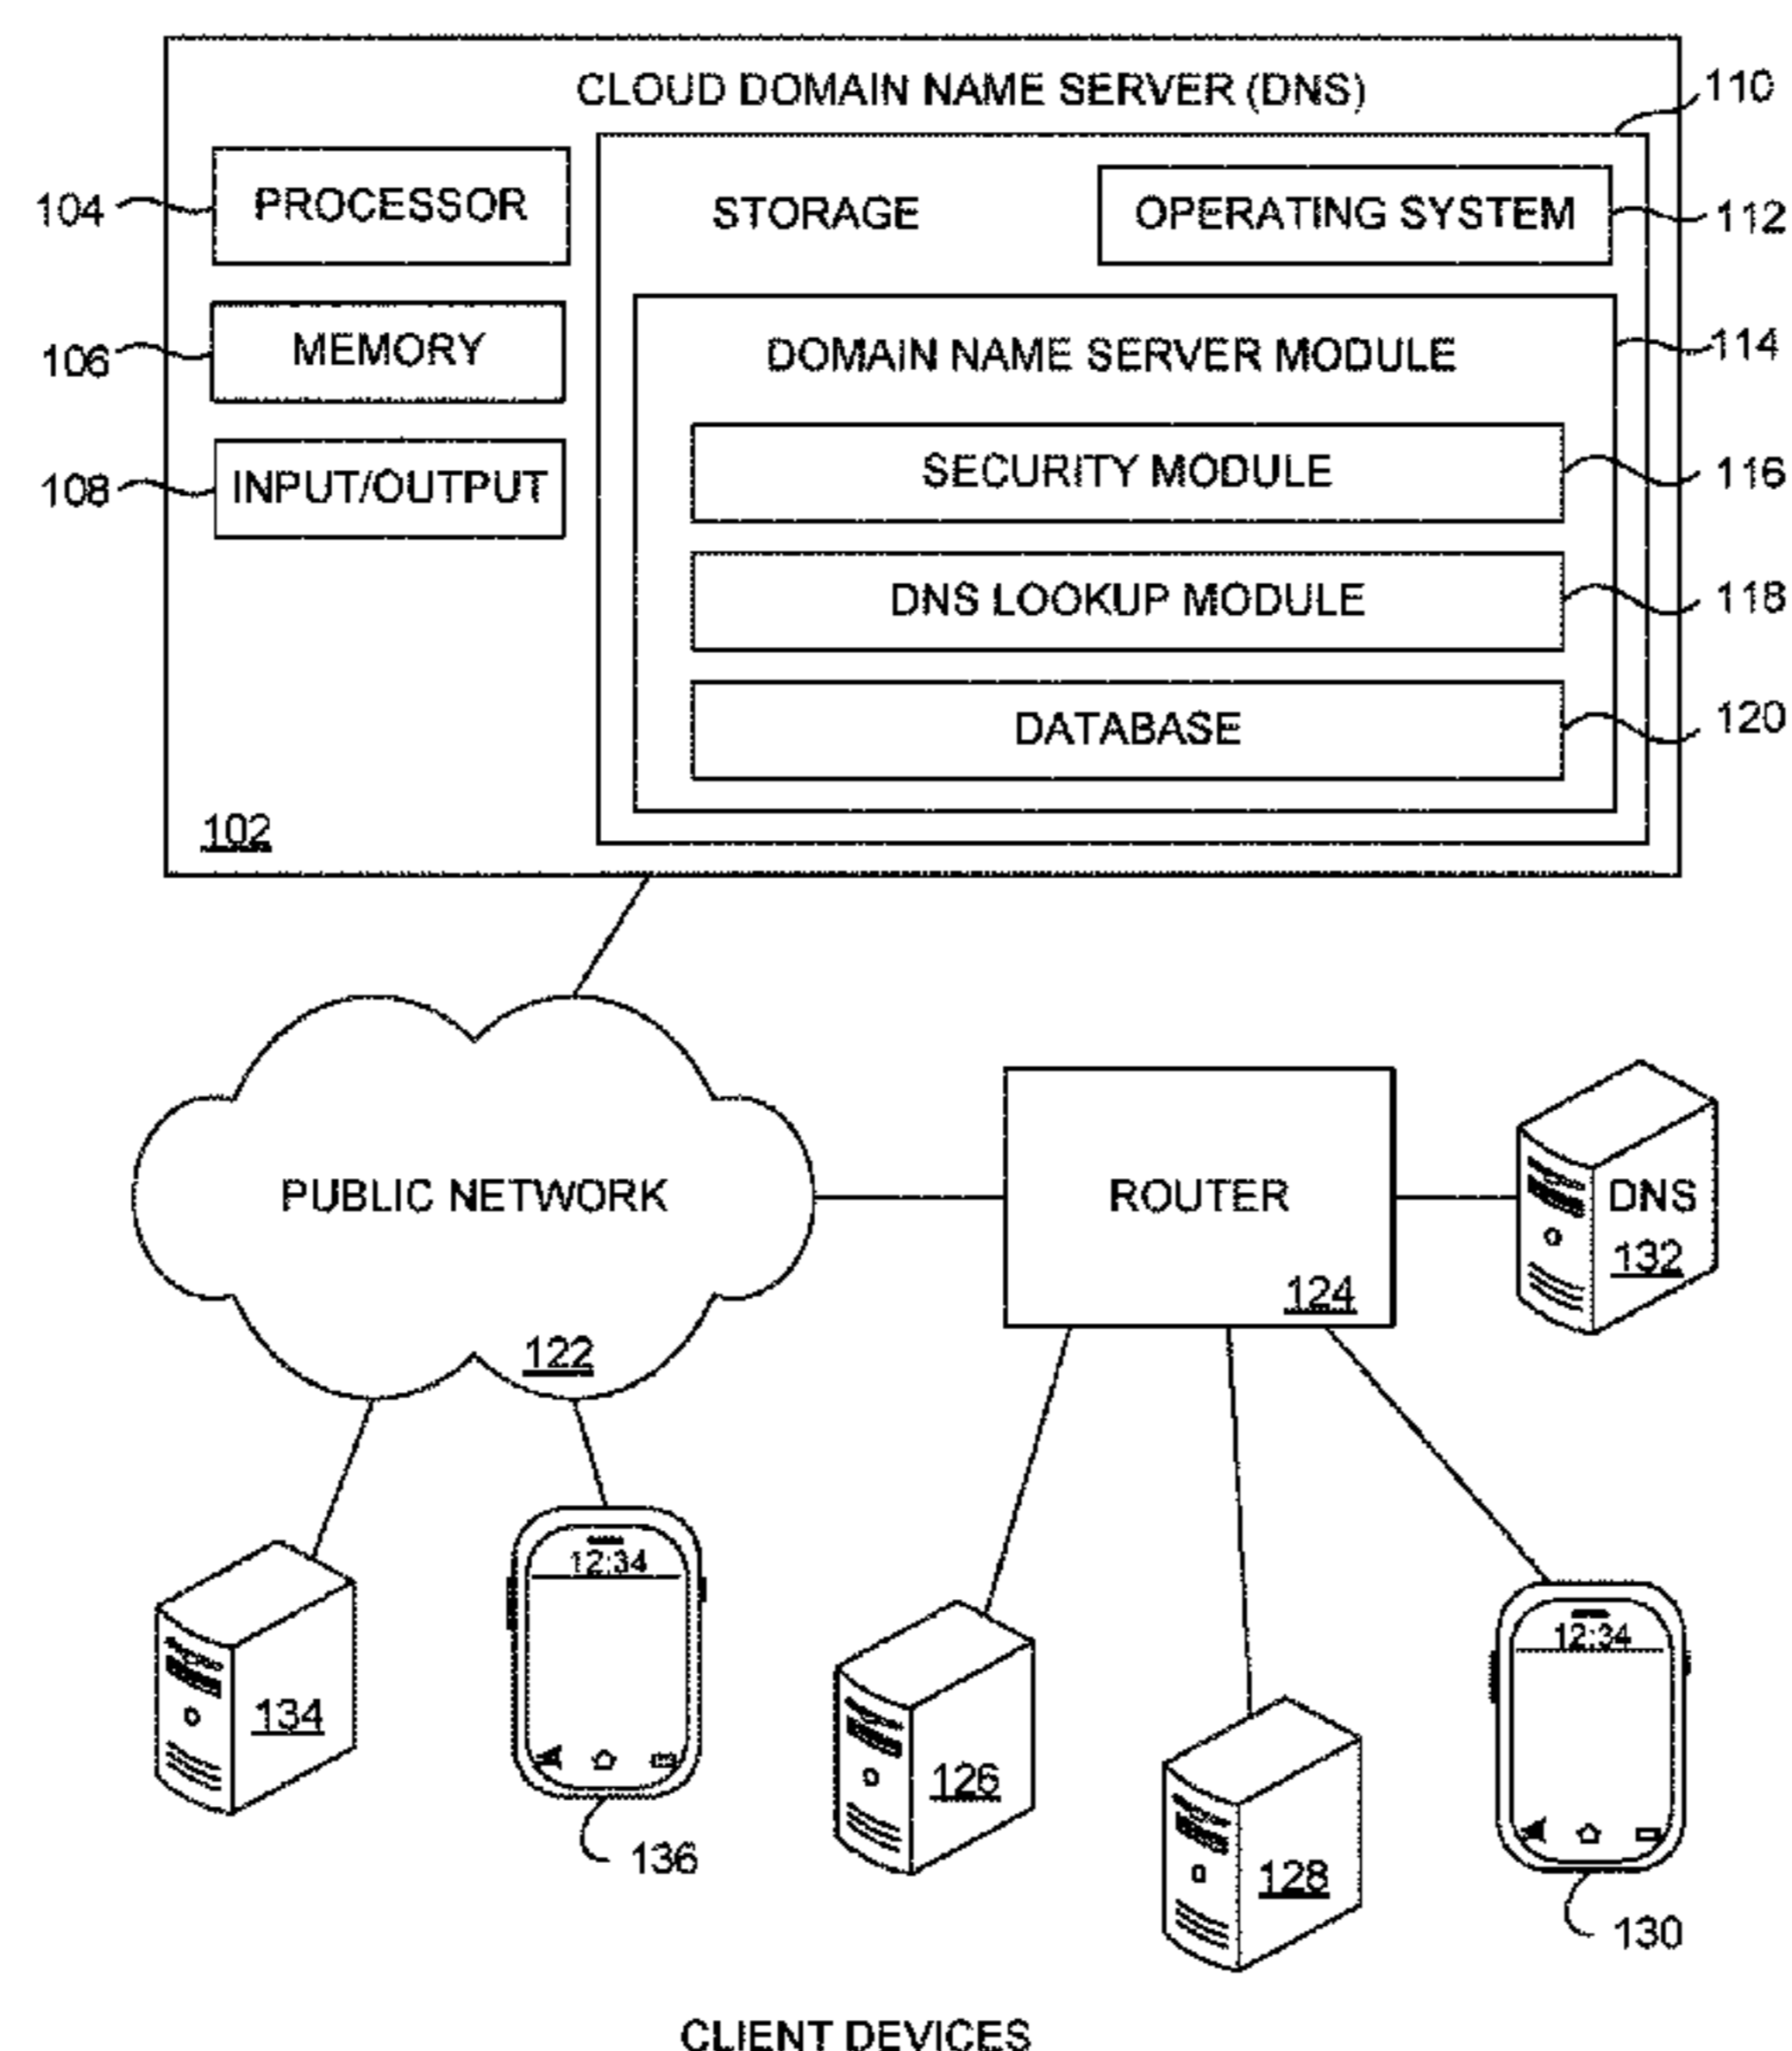 CLOUD DOMAIN NAME SERVER (DNS)
110
104
PROCESSOR
STORAGE
OPERATING SYSTEM
112
106
MEMORY
DOMAIN NAME SERVER MODULE
114
108
INPUT/OUTPUT
SECURITY MODULE
116
DNS LOOKUP MODULE
118
DATABASE
120
102
PUBLIC NETWORK
122
ROUTER
124
DNS
132
134
12:34
136
126
128
12:34
130
CLIENT DEVICES